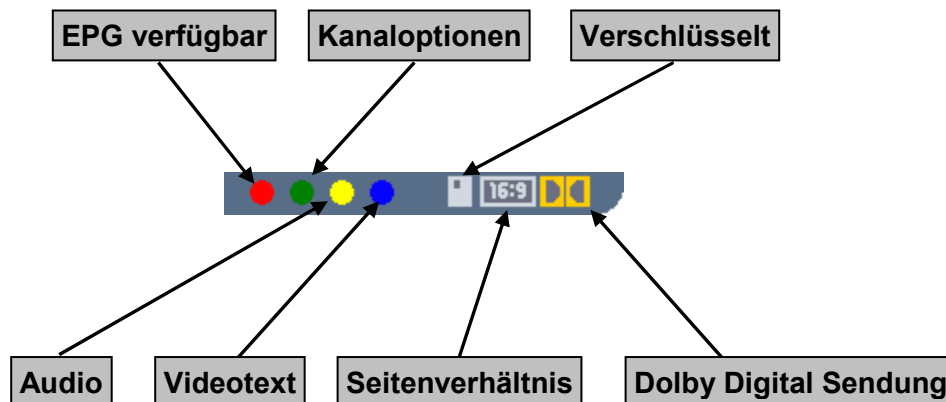 EPG verfügbar
Kanaloptionen
Verschlüsselt
16:9
Audio
Videotext
Seitenverhältnis
Dolby Digital Sendung